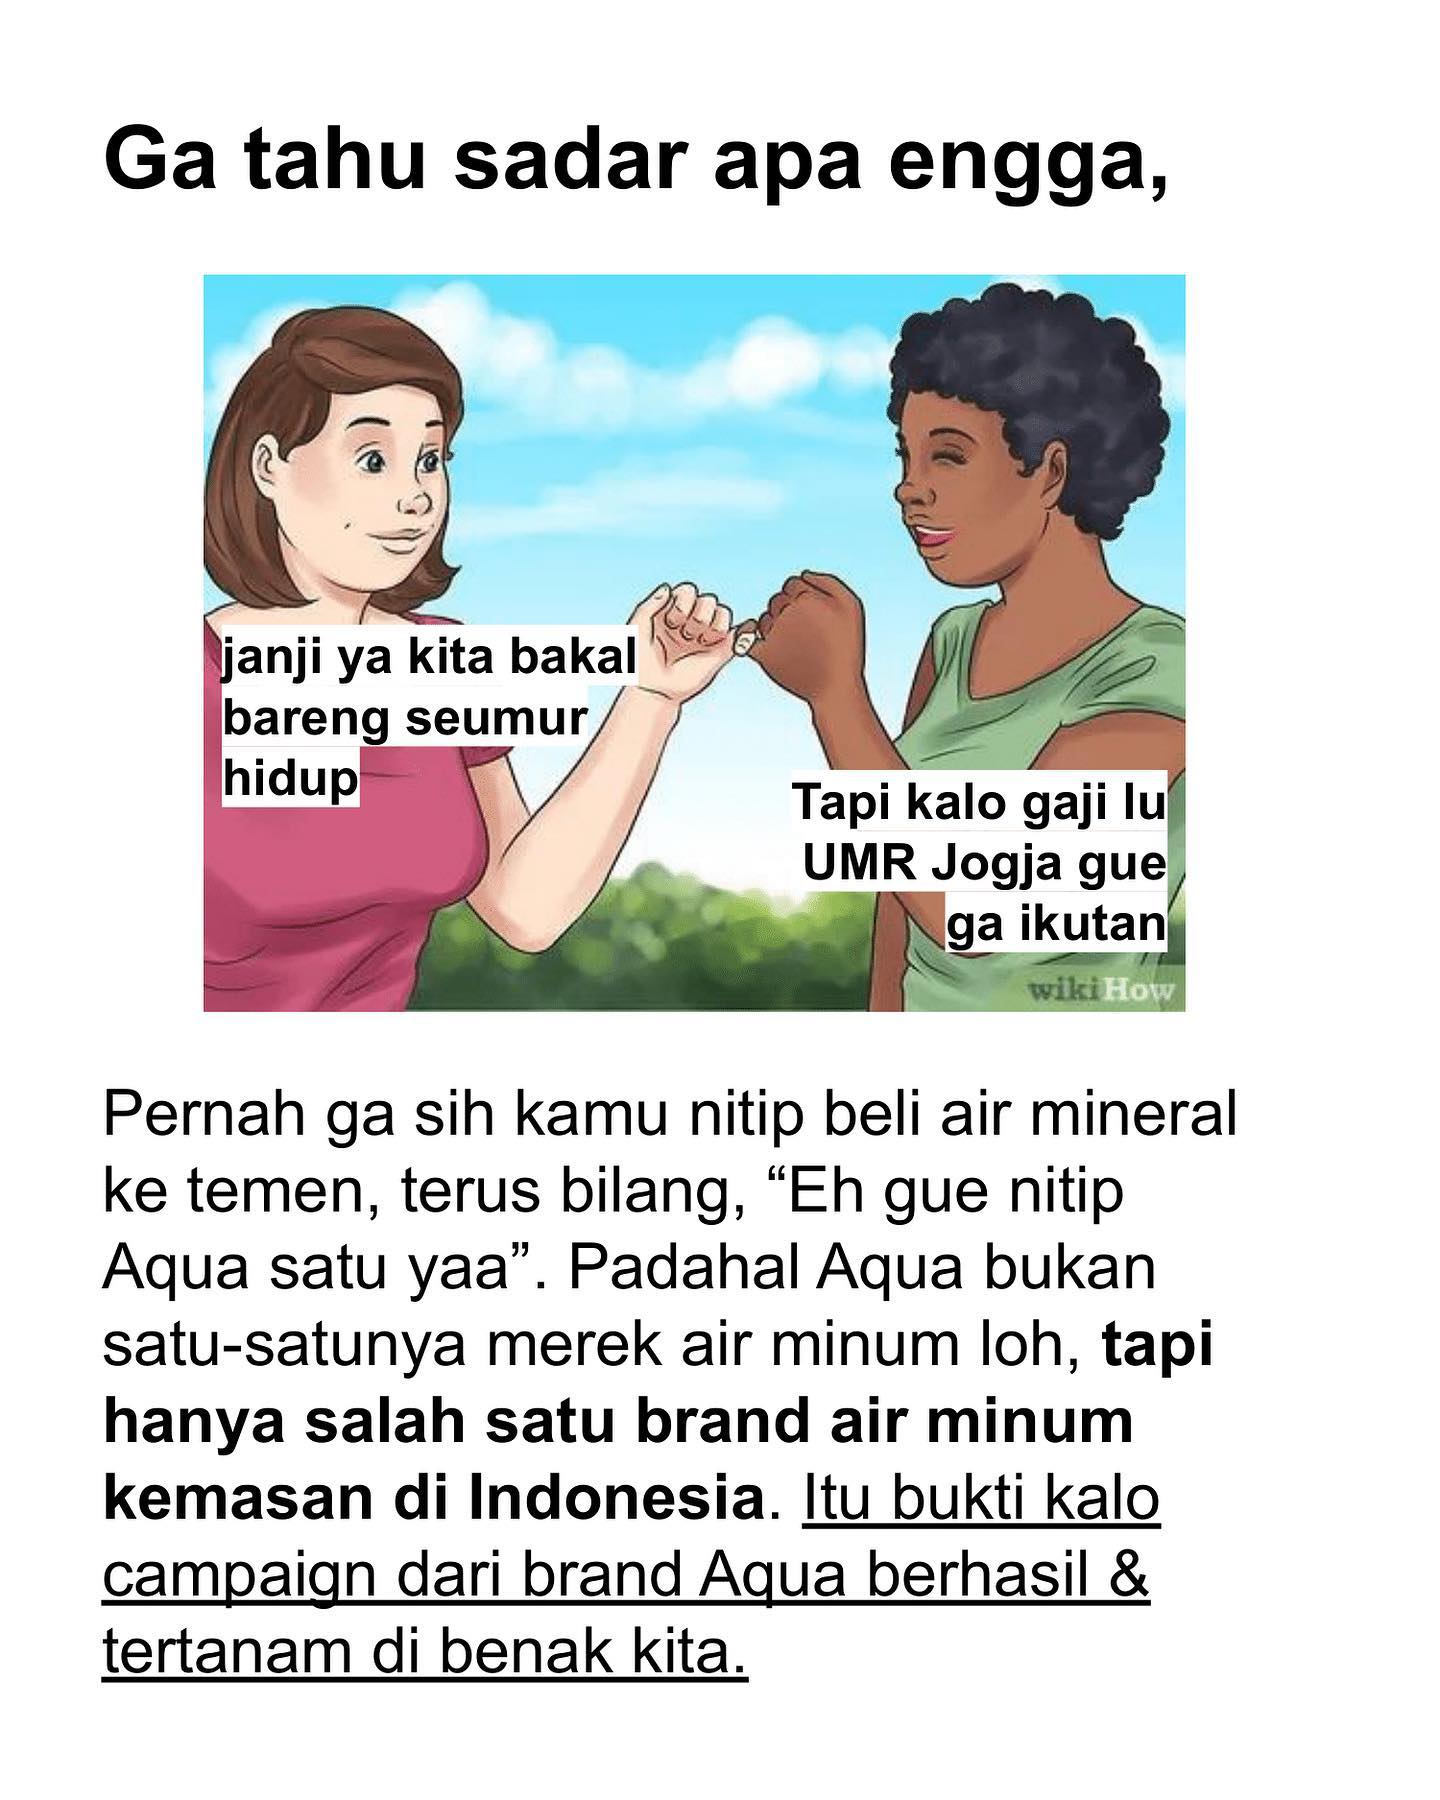 Ga tahu sadar apa engga,
janji ya kita bakal
bareng seumur
hidup
Tapi kalo gaji lu
UMR Jogja gue
ga ikutan
wikiHow
Pernah ga sih kamu nitip beli air mineral
ke temen, terus bilang, “Eh gue nitip
Aqua satu yaa”. Padahal Aqua bukan
satu-satunya merek air minum loh, tapi
hanya salah satu brand air minum
kemasan di Indonesia. Itu bukti kalo
campaign dari brand Aqua berhasil &
tertanam di benak kita.